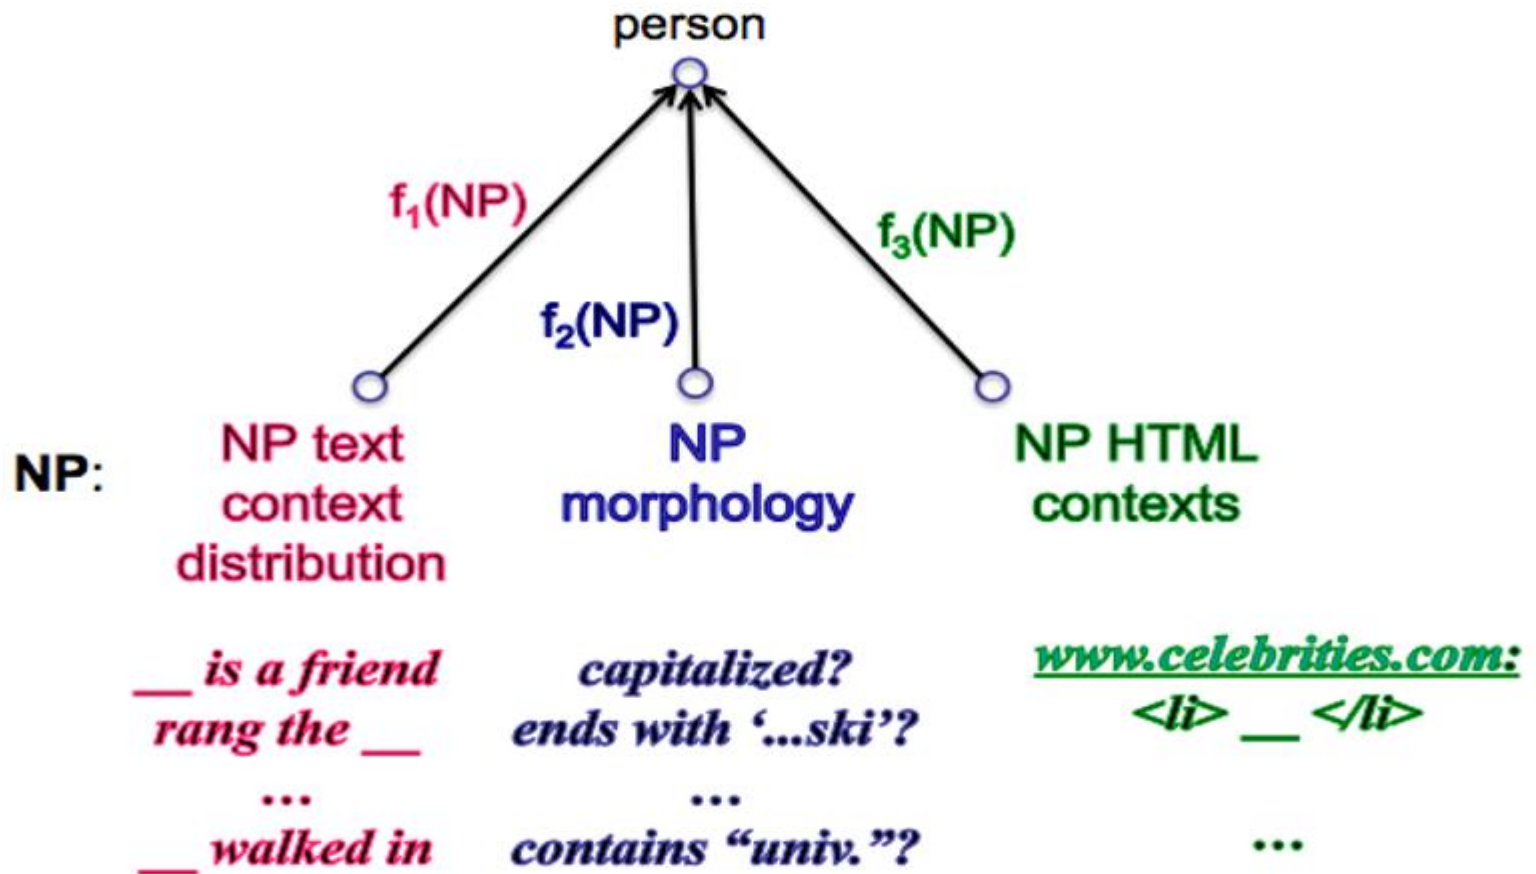 person
f₁(NP)
f₃(NP)
f₂(NP)
NP:
NP text
context
distribution
NP
morphology
NP HTML
contexts
__ is a friend
rang the __
...
__ walked in
capitalized?
ends with ‘...ski’?
...
contains “univ.”?
www.celebrities.com:
<li> __ </li>
...